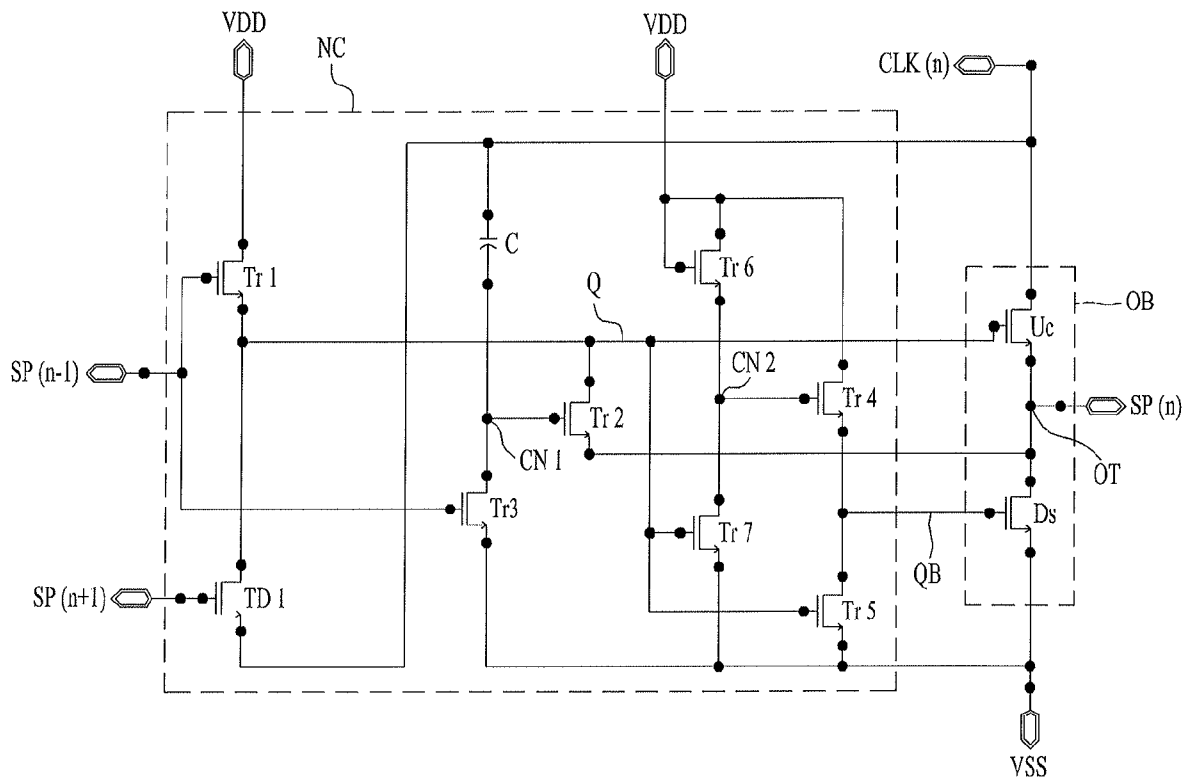 VDD
NC
VDD
CLK (n)
C
Tr 1
Tr 6
OB
Q
Uc
SP (n-1)
CN 2
Tr 4
SP (n)
Tr 2
CN 1
OT
Tr3
Ds
Tr 7
QB
SP (n+1)
TD 1
Tr 5
VSS